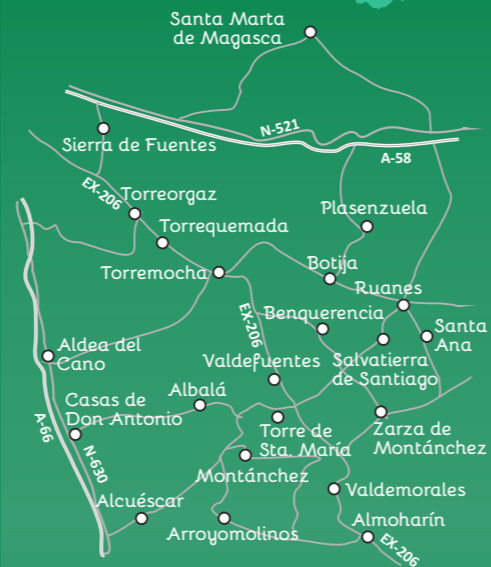 Santa Marta
de Magasca
N-521
Sierra de Fuentes
A-58
EX-206
Torreorgaz
Plasenzuela
Torrequemada
Torremocha
Botija
Ruanes
EX-206
Benquerencia
Santa
Ana
Aldea del
Cano
Valdefuentes
Salvatierra
de Santiago
Albalá
Casas de
Don Antonio
A-66
N-630
Torre de
Sta. María
Zarza de
Montánchez
Montánchez
Valdemorales
Alcuéscar
Arroyomolinos
Almoharín
EX-206